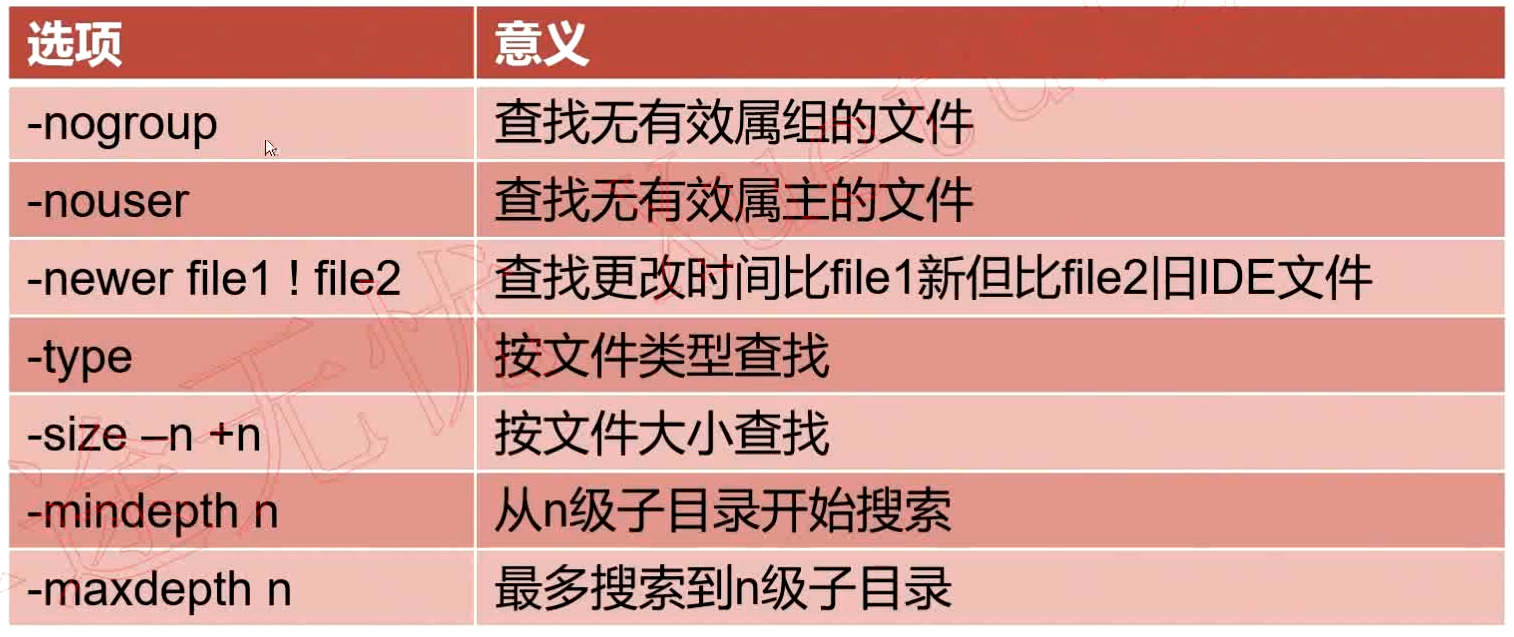 选项 意义
-nogroup 查找无有效属组的文件
-nouser 查找无有效属主的文件
-newer file1 ! file2 查找更改时间比file1新但比file2旧IDE文件
-type 按文件类型查找
-size –n +n 按文件大小查找
-mindepth n 从n级子目录开始搜索
-maxdepth n 最多搜索到n级子目录